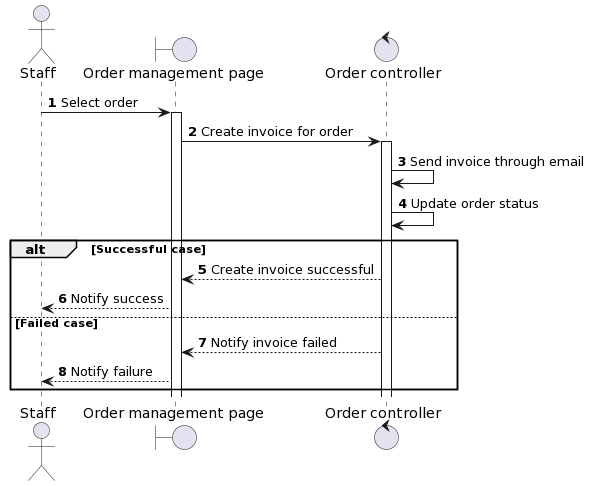 Staff
Order management page
Order controller
1 Select order
2 Create invoice for order
3 Send invoice through email
4 Update order status
alt [Successful case]
5 Create invoice successful
6 Notify success
[Failed case]
7 Notify invoice failed
8 Notify failure
Staff
Order management page
Order controller